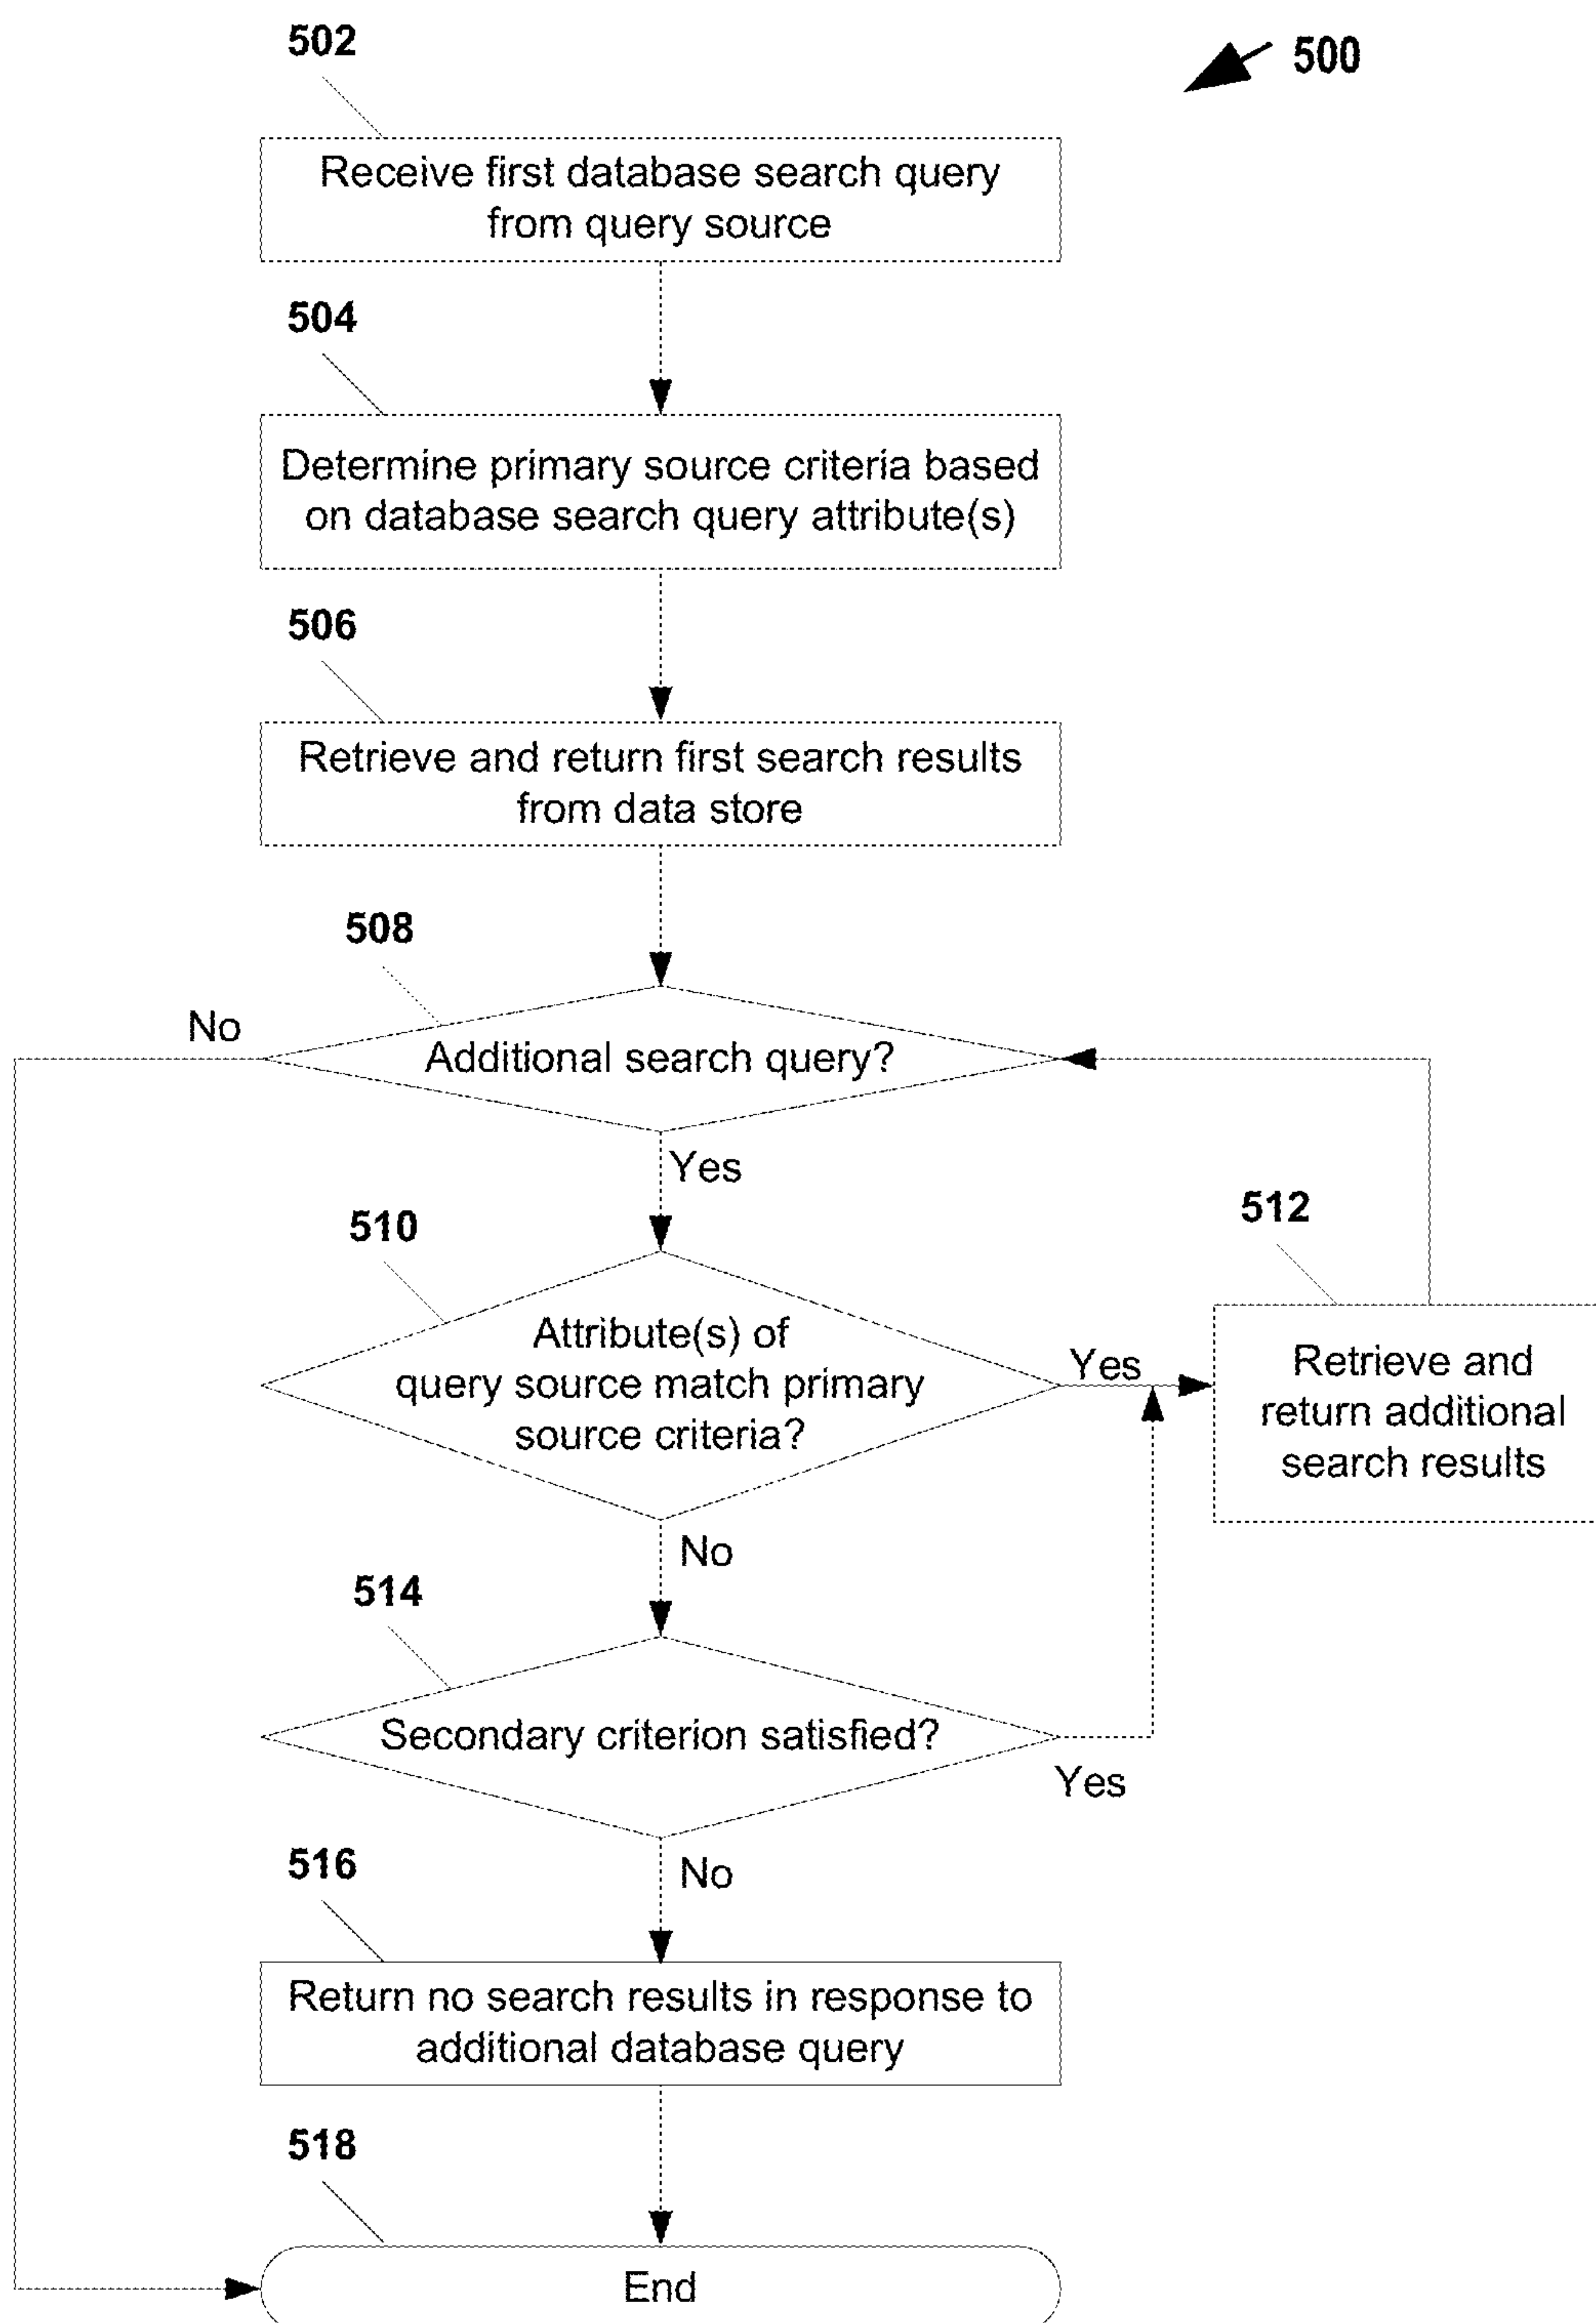 502
500
Receive first database search query
from query source
504
Determine primary source criteria based
on database search query attribute(s)
506
Retrieve and return first search results
from data store
508
No
Additional search query?
Yes
510
512
Attribute(s) of
query source match primary
source criteria?
Yes
Retrieve and
return additional
search results
No
514
Secondary criterion satisfied?
Yes
516
No
Return no search results in response to
additional database query
518
End